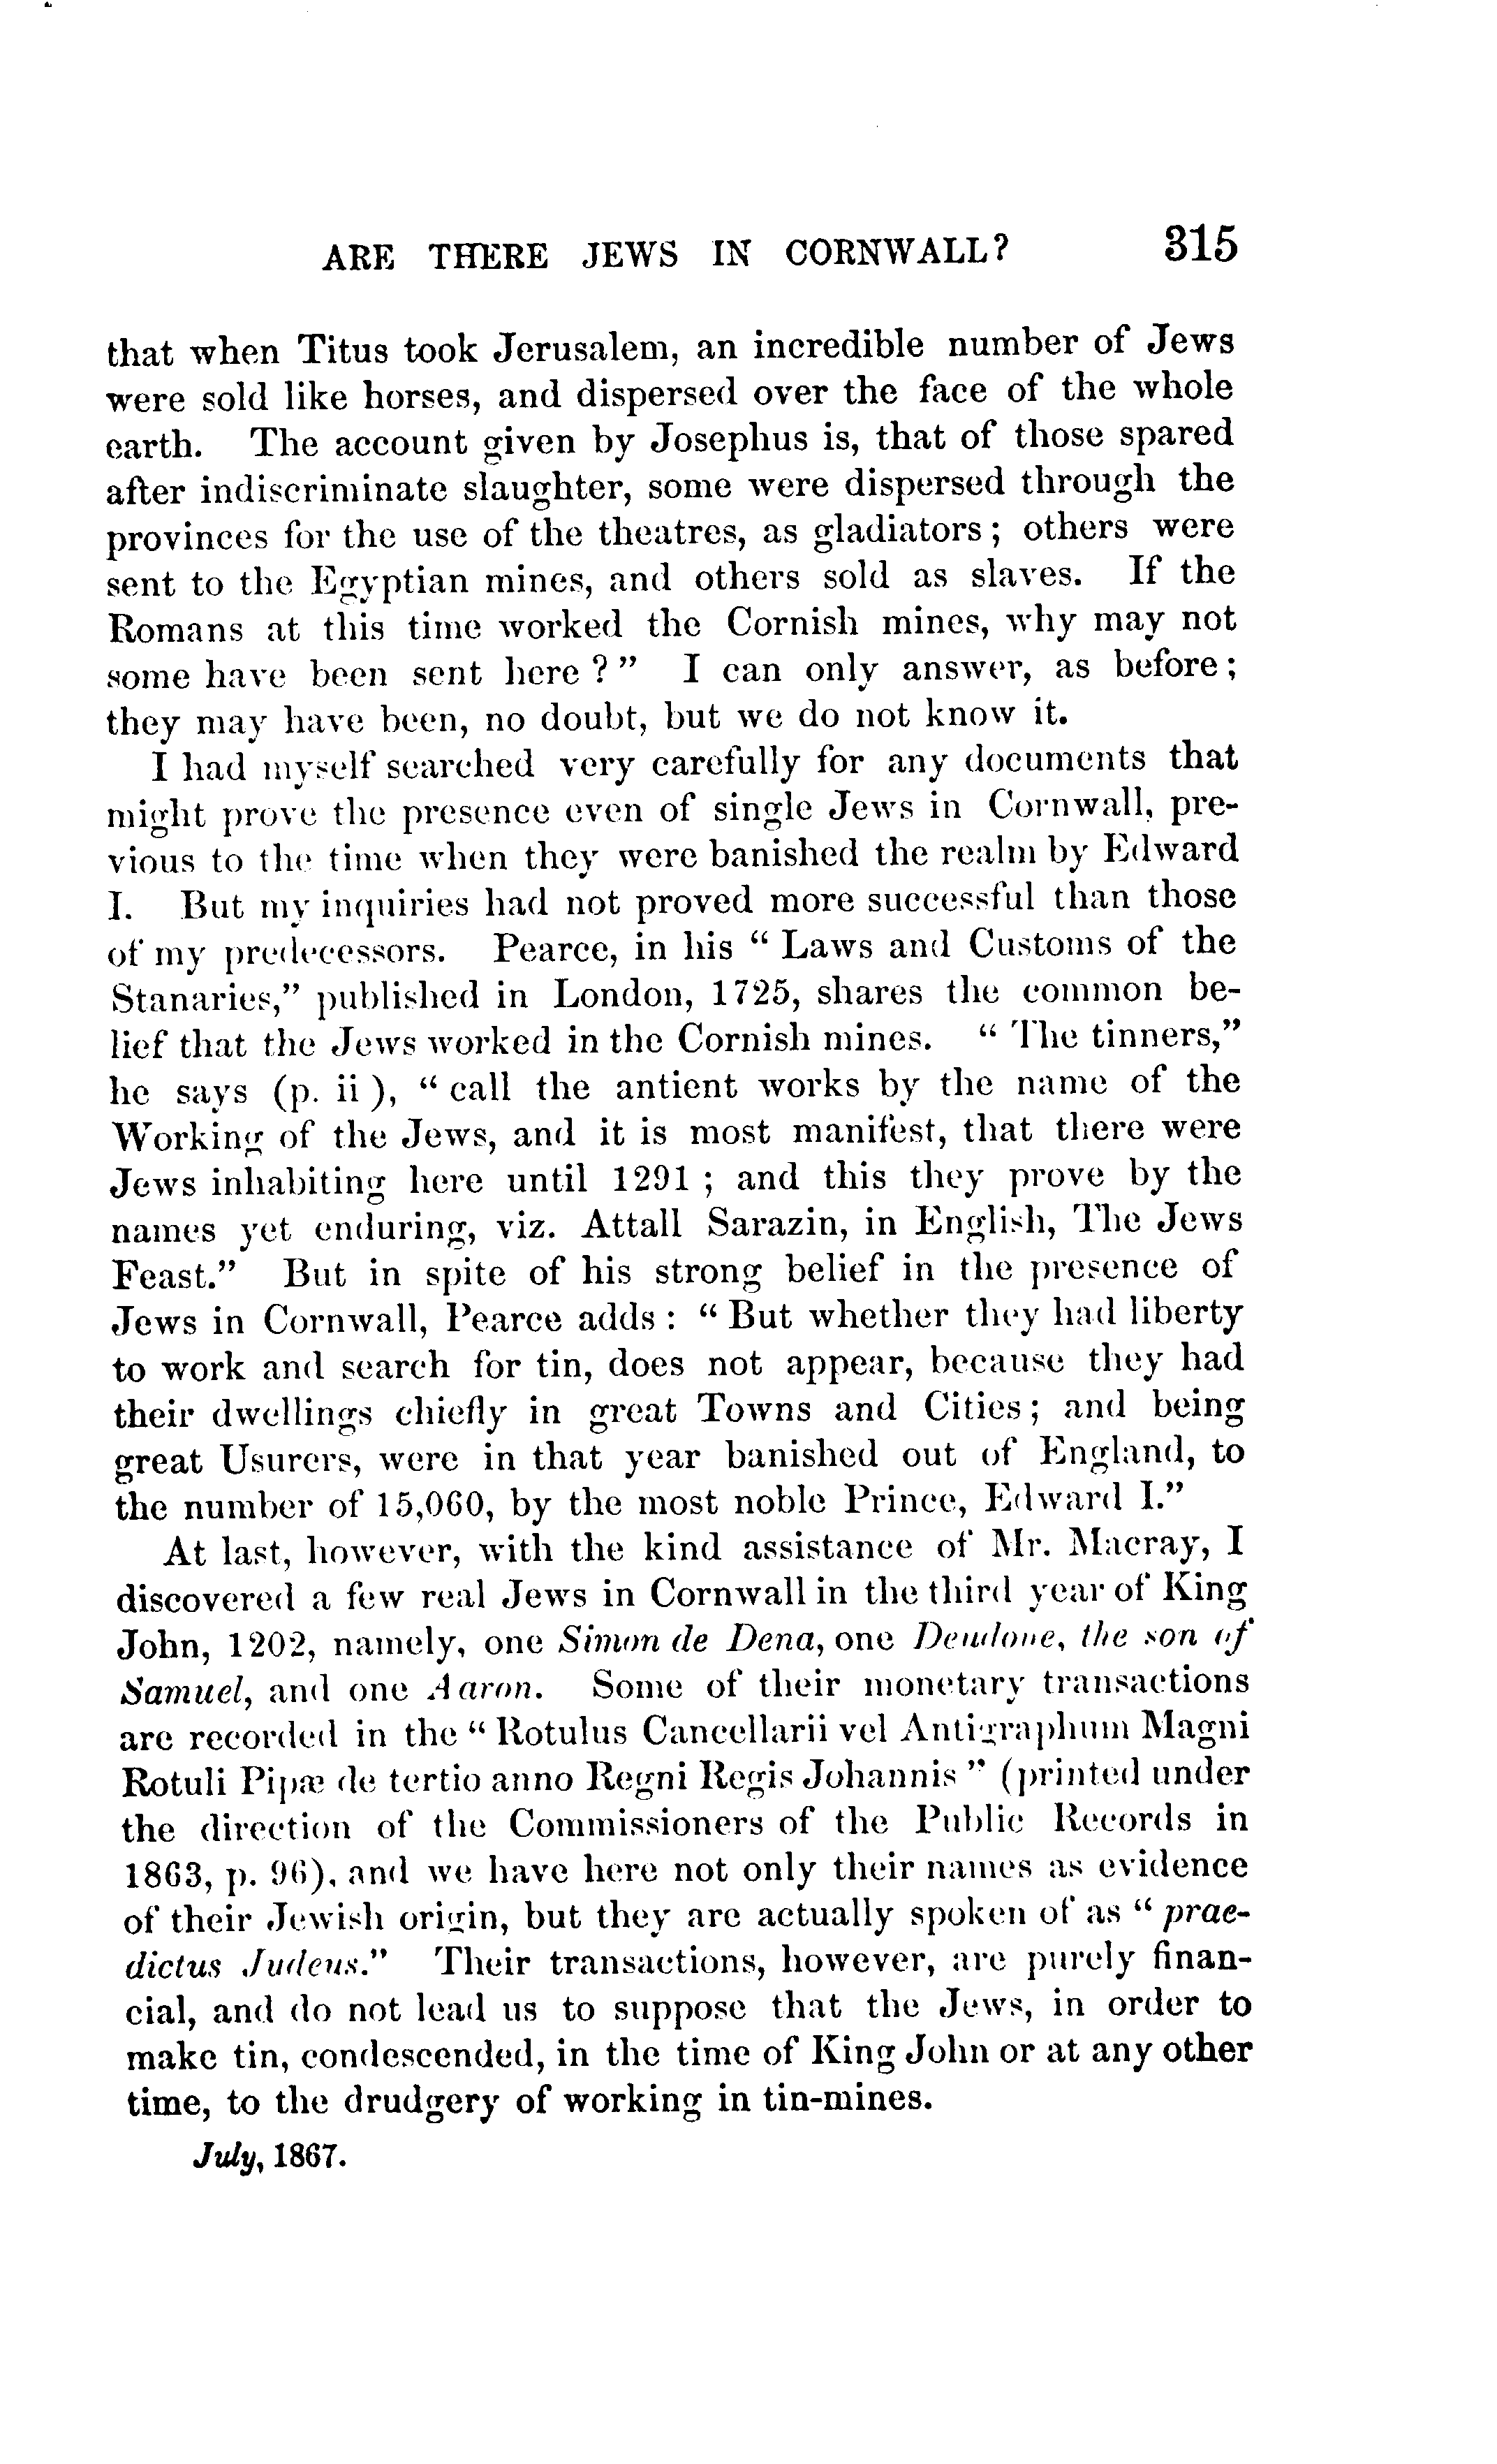 ARE THERE JEWS IN CORNWALL? 315
that when Titus took Jerusalem, an incredible number of Jews
were sold like horses, and dispersed over the face of the whole
earth. The account given by Josephus is, that of those spared
after indiscriminate slaughter, some were dispersed through the
provinces for the use of the theatres, as gladiators; others were
sent to the Egyptian mines, and others sold as slaves. If the
Romans at this time worked the Cornish mines, why may not
some have been sent here?" I can only answer, as before;
they may have been, no doubt, but we do not know it.
I had myself searched very carefully for any documents that
might prove the presence even of single Jews in Cornwall, pre-
vious to the time when they were banished the realm by Edward
I. But my inquiries had not proved more successful than those
of my predecessors. Pearce, in his "Laws and Customs of the
Stanaries," published in London, 1725, shares the common be-
lief that the Jews worked in the Cornish mines. "The tinners,"
he says (p. ii), "call the antient works by the name of the
Working of the Jews, and it is most manifest, that there were
Jews inhabiting here until 1291; and this they prove by the
names yet enduring, viz. Attall Sarazin, in English, The Jews
Feast." But in spite of his strong belief in the presence of
Jews in Cornwall, Pearce adds: "But whether they had liberty
to work and search for tin, does not appear, because they had
their dwellings chiefly in great Towns and Cities; and being
great Usurers, were in that year banished out of England, to
the number of 15,060, by the most noble Prince, Edward I."
At last, however, with the kind assistance of Mr. Macray, I
discovered a few real Jews in Cornwall in the third year of King
John, 1202, namely, one Simon de Dena, one Deudone, the son of
Samuel, and one Aaron. Some of their monetary transactions
are recorded in the "Rotulus Cancellarii vel Antigraphum Magni
Rotuli Pipæ de tertio anno Regni Regis Johannis" (printed under
the direction of the Commissioners of the Public Records in
1863, p. 96), and we have here not only their names as evidence
of their Jewish origin, but they are actually spoken of as "prae-
dictus Judeus." Their transactions, however, are purely finan-
cial, and do not lead us to suppose that the Jews, in order to
make tin, condescended, in the time of King John or at any other
time, to the drudgery of working in tin-mines.
July, 1867.